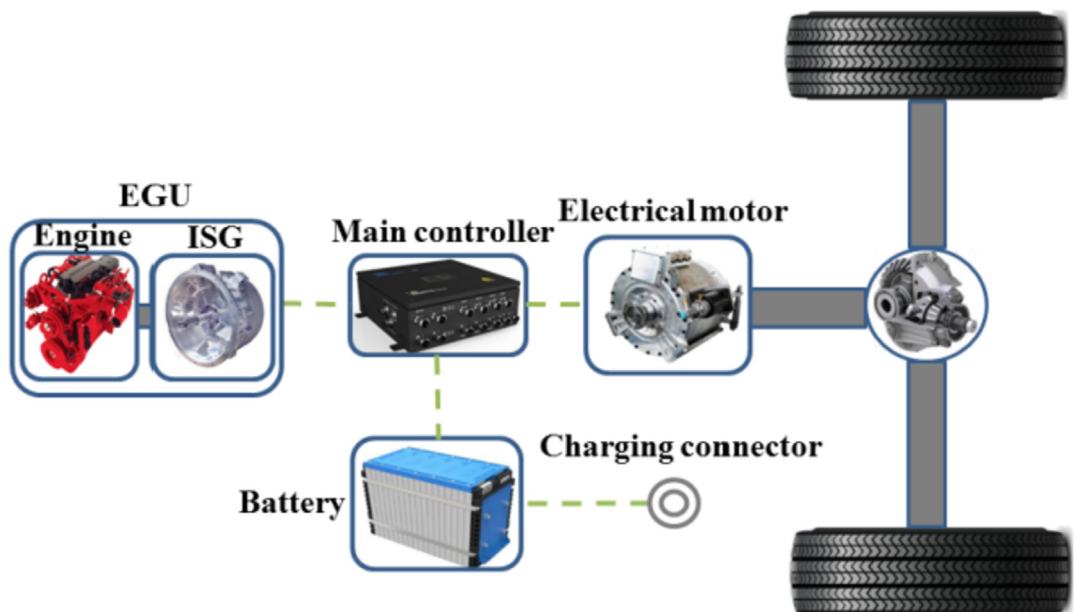 EGU
Engine
ISG
Main controller
Electrical motor
Battery
Charging connector